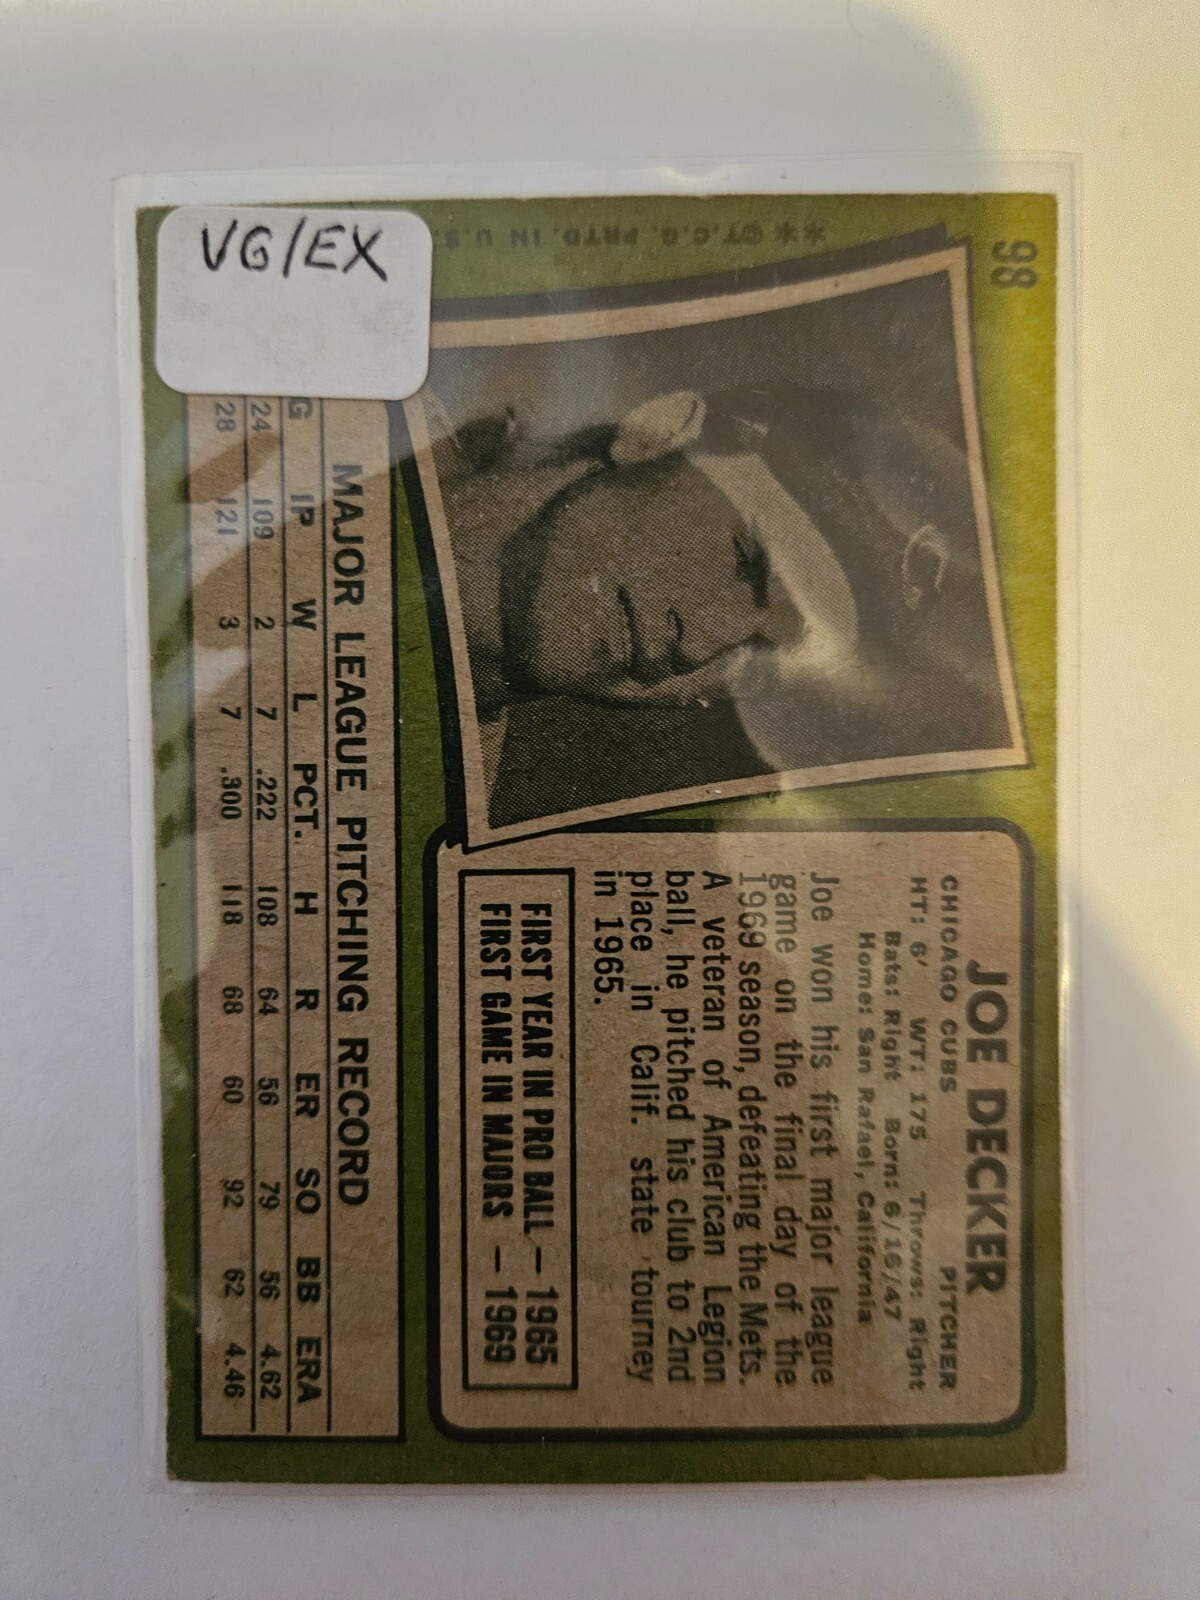 VG/EX
98
JOE DECKER
CHICAGO CUBS PITCHER
HT: 6' WT: 175 Throws: Right
Bats: Right Born: 6/16/47
Home: San Rafael, California
Joe won his first major league
game on the final day of the
1969 season, defeating the Mets.
A veteran of American Legion
ball, he pitched his club to 2nd
place in Calif. state tourney
in 1965.
FIRST YEAR IN PRO BALL — 1965
FIRST GAME IN MAJORS — 1969
MAJOR LEAGUE PITCHING RECORD
G IP W L PCT. H R ER SO BB ERA
24 109 2 7 .222 108 64 56 79 56 4.62
28 121 3 7 .300 118 68 60 92 62 4.46
**©T.C.G. PRTD. IN U.S.
C